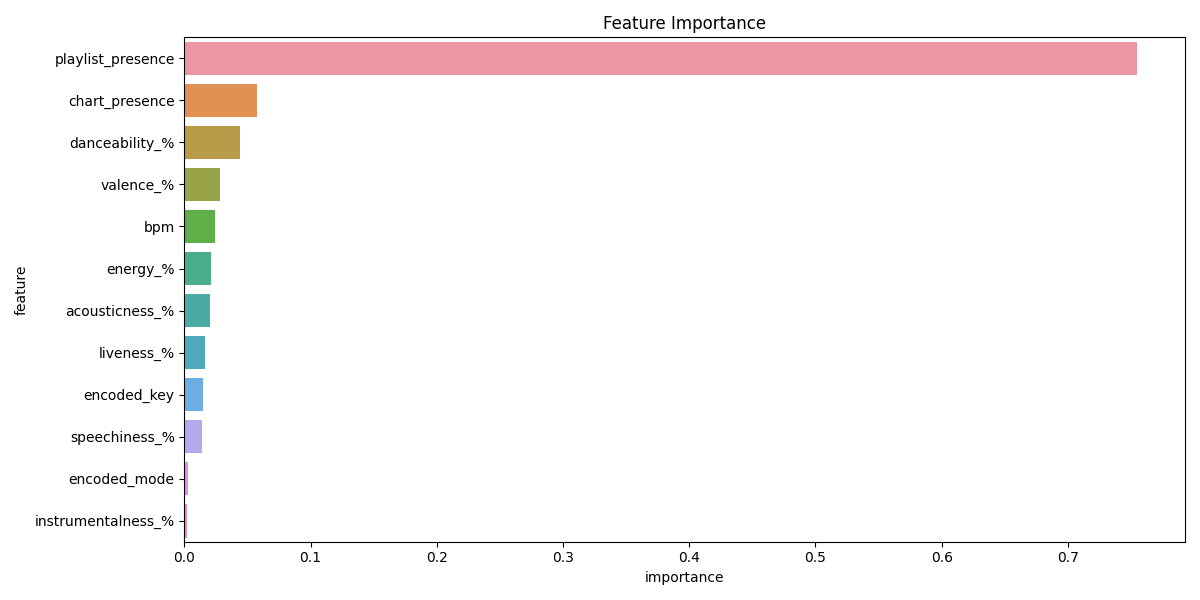 Feature Importance
playlist_presence
chart_presence
danceability_%
valence_%
bpm
energy_%
acousticness_%
liveness_%
encoded_key
speechiness_%
encoded_mode
instrumentalness_%
feature
0.0 0.1 0.2 0.3 0.4 0.5 0.6 0.7
importance